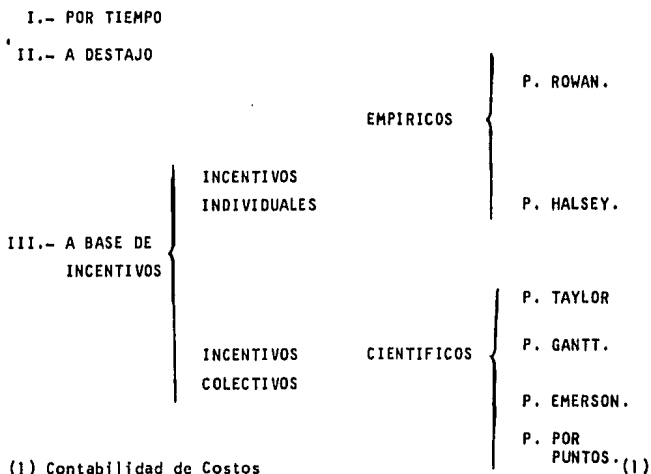 I.- POR TIEMPO
II.- A DESTAJO
P. ROWAN.
EMPIRICOS
INCENTIVOS
INDIVIDUALES
P. HALSEY.
III.- A BASE DE
INCENTIVOS
P. TAYLOR
INCENTIVOS
COLECTIVOS
CIENTIFICOS
P. GANTT.
P. EMERSON.
P. POR
PUNTOS. (1)
(1) Contabilidad de Costos